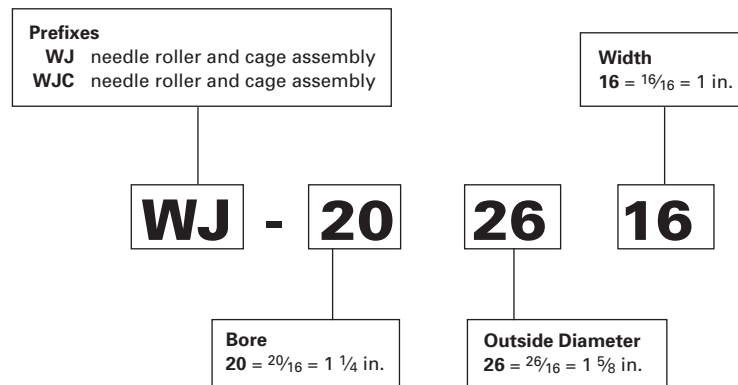 Prefixes
WJ needle roller and cage assembly
WJC needle roller and cage assembly
Width
16 = 16/16 = 1 in.
WJ - 20 26 16
Bore
20 = 20/16 = 1 1/4 in.
Outside Diameter
26 = 26/16 = 1 5/8 in.